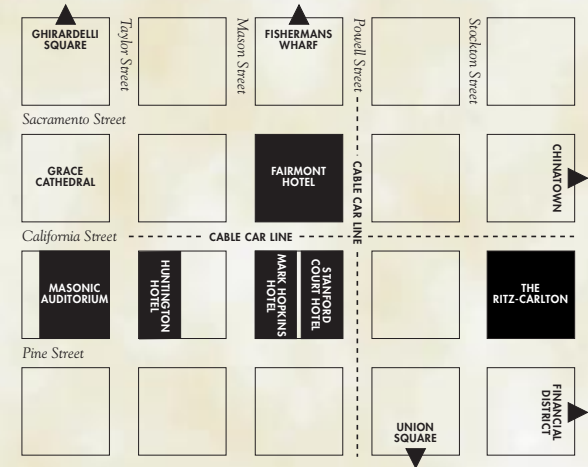 GHIRARDELLI
SQUARE
Taylor Street
Mason Street
FISHERMANS
WHARF
Powell Street
Stockton Street
Sacramento Street
GRACE
CATHEDRAL
FAIRMONT
HOTEL
CABLE CAR LINE
CHINATOWN
California Street
CABLE CAR LINE
MASONIC
AUDITORIUM
HUNTINGTON
HOTEL
MARK HOPKINS
HOTEL
STANFORD
COURT HOTEL
THE
RITZ-CARLTON
Pine Street
UNION
SQUARE
FINANCIAL
DISTRICT